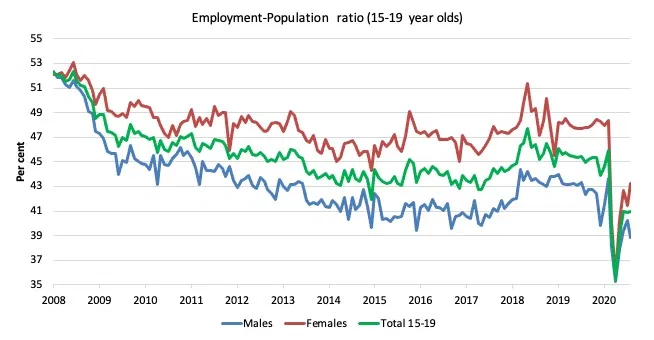 Employment-Population ratio (15-19 year olds)
55
53
51
49
47
45
43
41
39
37
35
Per cent
2008 2009 2010 2011 2012 2013 2014 2015 2016 2017 2018 2019 2020
Males Females Total 15-19